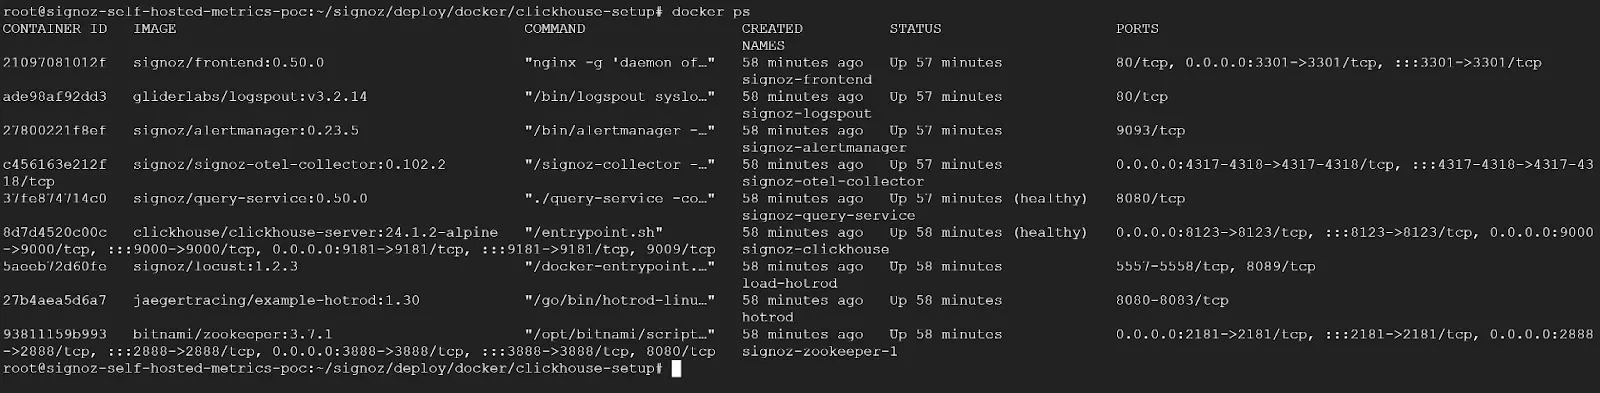 root@signoz-self-hosted-metrics-poc:~/signoz/deploy/docker/clickhouse-setup# docker ps
CONTAINER ID   IMAGE   COMMAND   CREATED   STATUS   PORTS
NAMES
21097081012f   signoz/frontend:0.50.0   "nginx -g 'daemon of…"   58 minutes ago   Up 57 minutes   80/tcp, 0.0.0.0:3301->3301/tcp, :::3301->3301/tcp
signoz-frontend
ade98af92dd3   gliderlabs/logspout:v3.2.14   "/bin/logspout syslo…"   58 minutes ago   Up 57 minutes   80/tcp
signoz-logspout
27800221f8ef   signoz/alertmanager:0.23.5   "/bin/alertmanager -…"   58 minutes ago   Up 57 minutes   9093/tcp
signoz-alertmanager
c456163e212f   signoz/signoz-otel-collector:0.102.2   "/signoz-collector -…"   58 minutes ago   Up 57 minutes   0.0.0.0:4317-4318->4317-4318/tcp, :::4317-4318->4317-43
18/tcp   signoz-otel-collector
37fe874714c0   signoz/query-service:0.50.0   "./query-service -co…"   58 minutes ago   Up 57 minutes (healthy)   8080/tcp
signoz-query-service
8d7d4520c00c   clickhouse/clickhouse-server:24.1.2-alpine   "/entrypoint.sh"   58 minutes ago   Up 58 minutes (healthy)   0.0.0.0:8123->8123/tcp, :::8123->8123/tcp, 0.0.0.0:9000
->9000/tcp, :::9000->9000/tcp, 0.0.0.0:9181->9181/tcp, :::9181->9181/tcp, 9009/tcp   signoz-clickhouse
5aeeb72d60fe   signoz/locust:1.2.3   "/docker-entrypoint.…"   58 minutes ago   Up 58 minutes   5557-5558/tcp, 8089/tcp
load-hotrod
27b4aea5d6a7   jaegertracing/example-hotrod:1.30   "/go/bin/hotrod-linu…"   58 minutes ago   Up 58 minutes   8080-8083/tcp
hotrod
93811159b993   bitnami/zookeeper:3.7.1   "/opt/bitnami/script…"   58 minutes ago   Up 58 minutes   0.0.0.0:2181->2181/tcp, :::2181->2181/tcp, 0.0.0.0:2888
->2888/tcp, :::2888->2888/tcp, 0.0.0.0:3888->3888/tcp, :::3888->3888/tcp, 8080/tcp   signoz-zookeeper-1
root@signoz-self-hosted-metrics-poc:~/signoz/deploy/docker/clickhouse-setup#